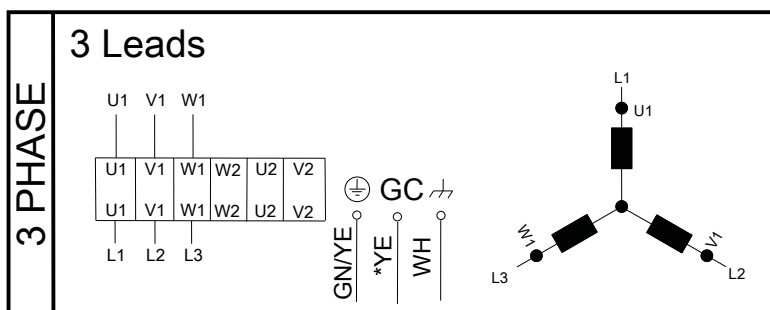 3 PHASE
3 Leads
U1 V1 W1
U1 V1 W1 W2 U2 V2
U1 V1 W1 W2 U2 V2
L1 L2 L3
GC
GN/YE
*YE
WH
L1
U1
W1
V1
L3
L2